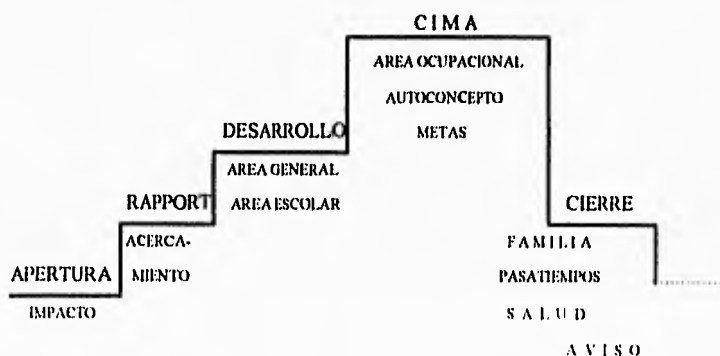 CIMA
AREA OCUPACIONAL
AUTOCONCEPTO
METAS
DESARROLLO
AREA GENERAL
AREA ESCOLAR
RAPPORT
ACERCA-
MIENTO
APERTURA
IMPACTO
CIERRE
FAMILIA
PASATIEMPOS
SALUD
AVISO